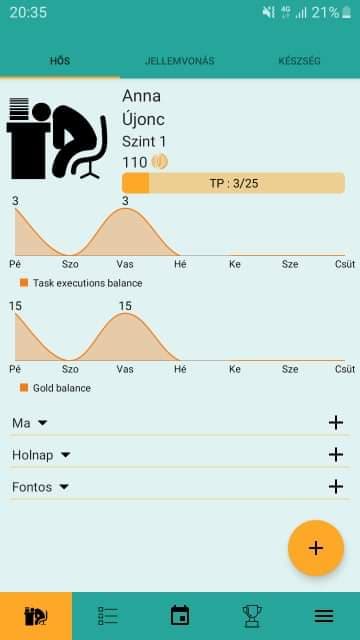 20:35
4G
21%
HŐS JELLEMVONÁS KÉSZSÉG
Anna
Újonc
Szint 1
110
TP : 3/25
3 3
Pé Szo Vas Hé Ke Sze Csüt
Task executions balance
15 15
Pé Szo Vas Hé Ke Sze Csüt
Gold balance
Ma
Holnap
Fontos